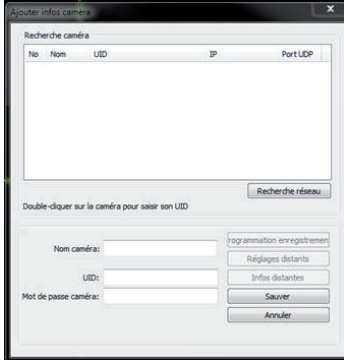 Ajouter infos caméra
x
Recherche caméra
No Nom UID IP Port UDP
Recherche réseau
Double-cliquer sur la caméra pour saisir son UID
rogrammation enregistremen
Nom caméra:
Réglages distants
UID:
Infos distantes
Mot de passe caméra:
Sauver
Annuler